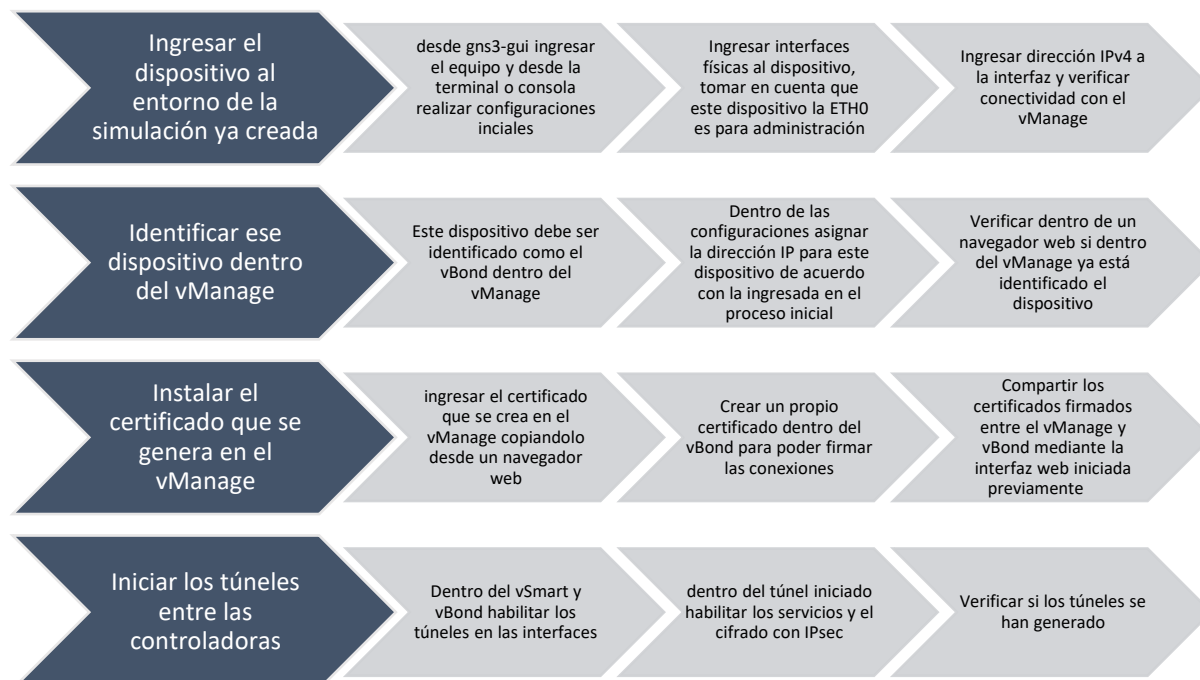 Ingresar el
dispositivo al
entorno de la
simulación ya creada
desde gns3-gui ingresar
el equipo y desde la
terminal o consola
realizar configuraciones
inciales
Ingresar interfaces
físicas al dispositivo,
tomar en cuenta que
este dispositivo la ETH0
es para administración
Ingresar dirección IPv4 a
la interfaz y verificar
conectividad con el
vManage
Identificar ese
dispositivo dentro
del vManage
Este dispositivo debe ser
identificado como el
vBond dentro del
vManage
Dentro de las
configuraciones asignar
la dirección IP para este
dispositivo de acuerdo
con la ingresada en el
proceso inicial
Verificar dentro de un
navegador web si dentro
del vManage ya está
identificado el
dispositivo
Instalar el
certificado que se
genera en el
vManage
ingresar el certificado
que se crea en el
vManage copiandolo
desde un navegador
web
Crear un propio
certificado dentro del
vBond para poder firmar
las conexiones
Compartir los
certificados firmados
entre el vManage y
vBond mediante la
interfaz web iniciada
previamente
Iniciar los túneles
entre las
controladoras
Dentro del vSmart y
vBond habilitar los
túneles en las interfaces
dentro del túnel iniciado
habilitar los servicios y el
cifrado con IPsec
Verificar si los túneles se
han generado